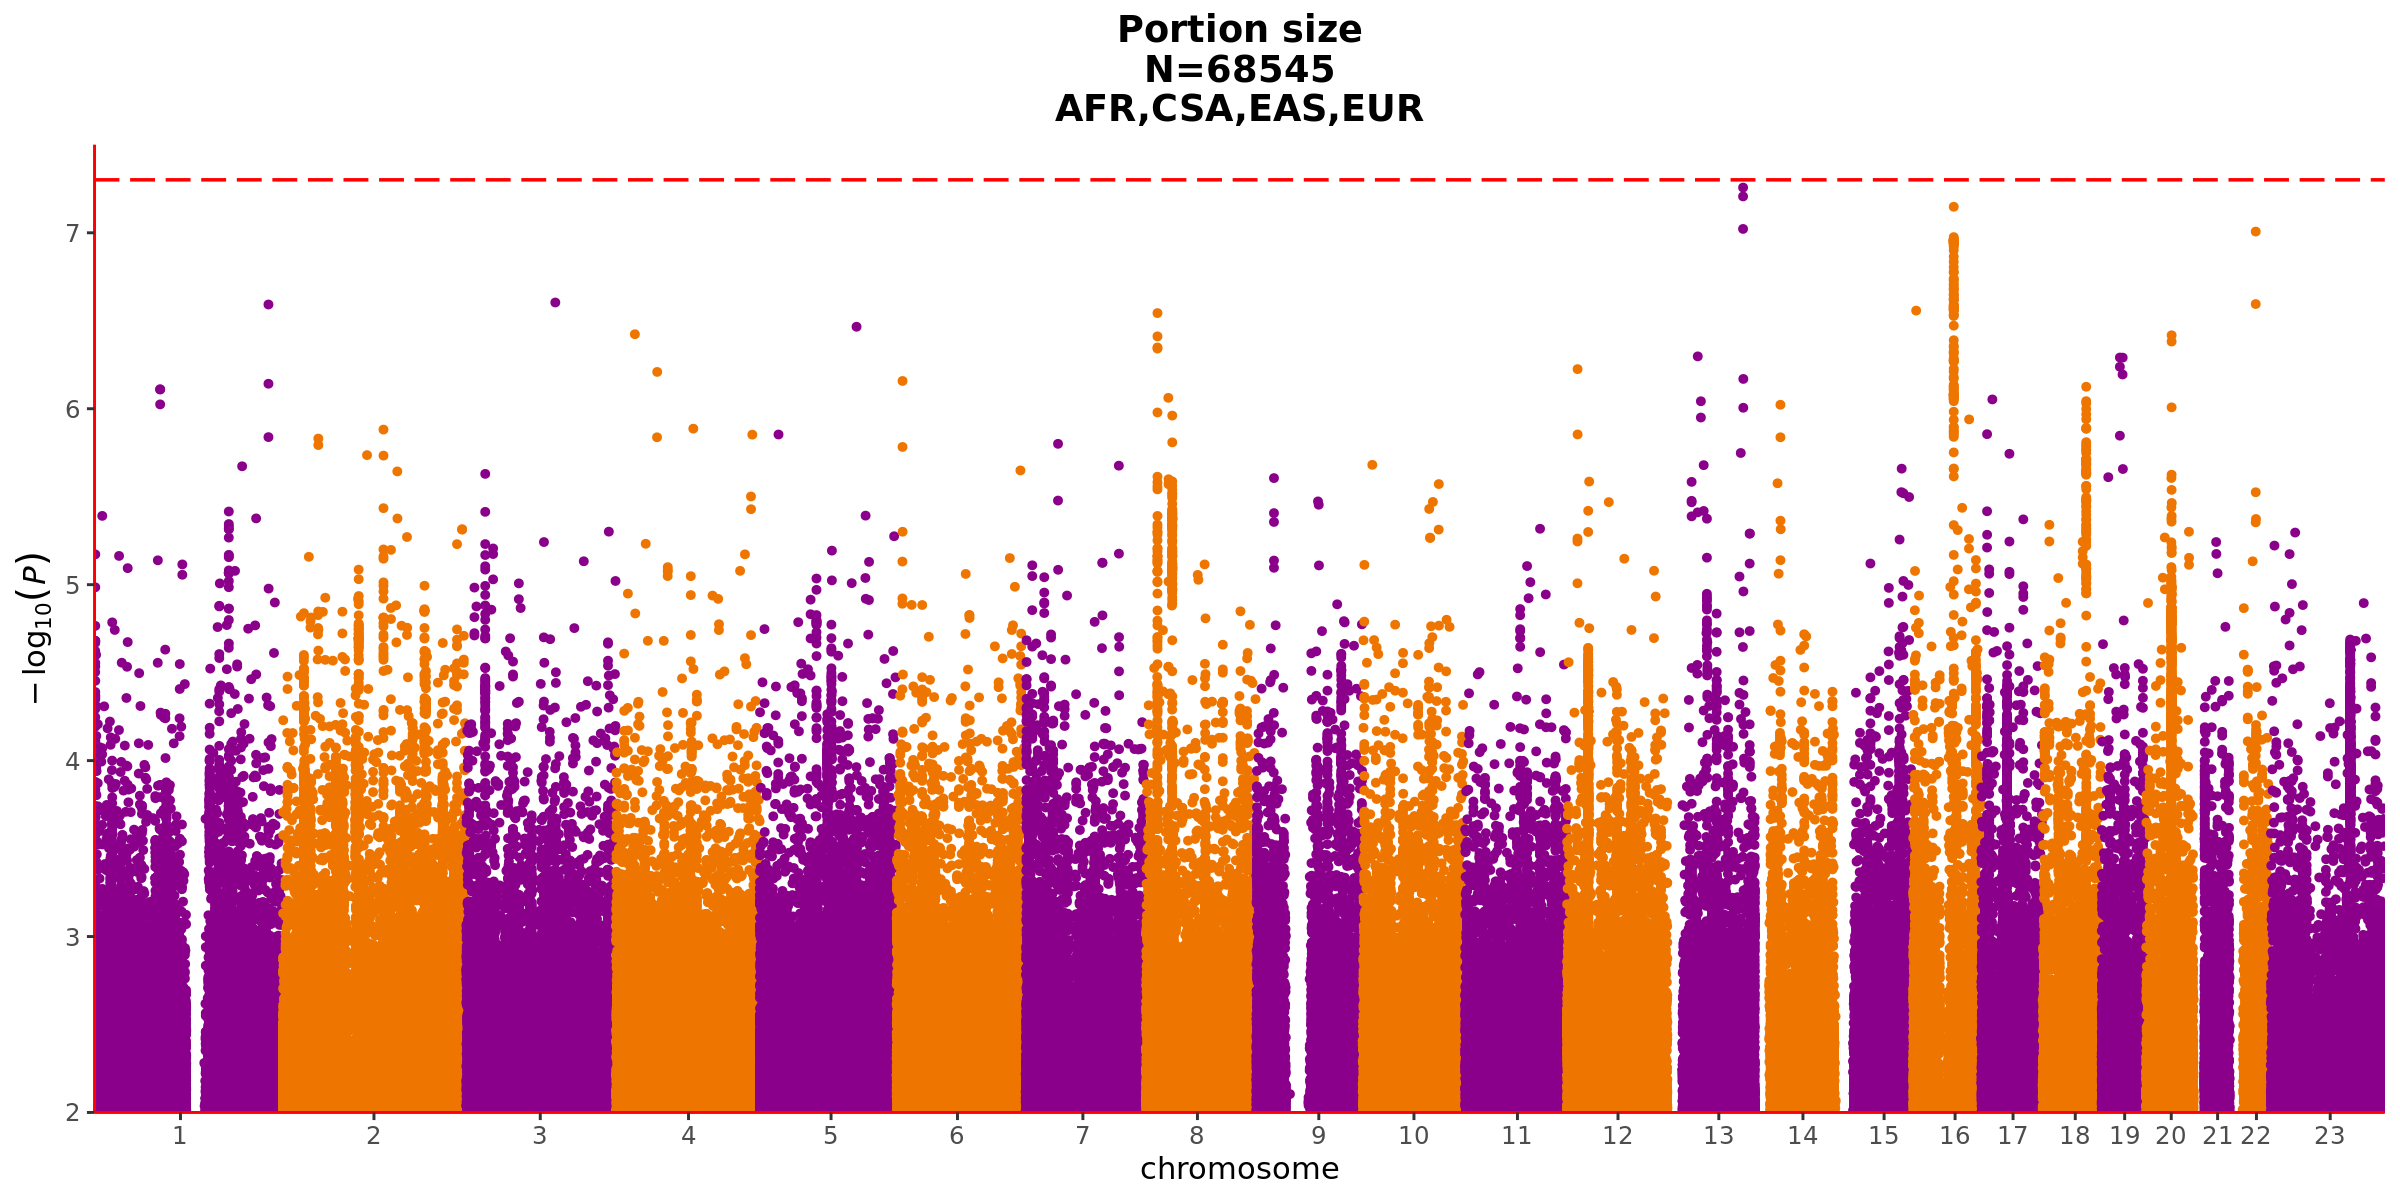 Portion size
N=68545
AFR,CSA,EAS,EUR
−log10(P)
7
6
5
4
3
2
1 2 3 4 5 6 7 8 9 10 11 12 13 14 15 16 17 18 19 20 21 22 23
chromosome